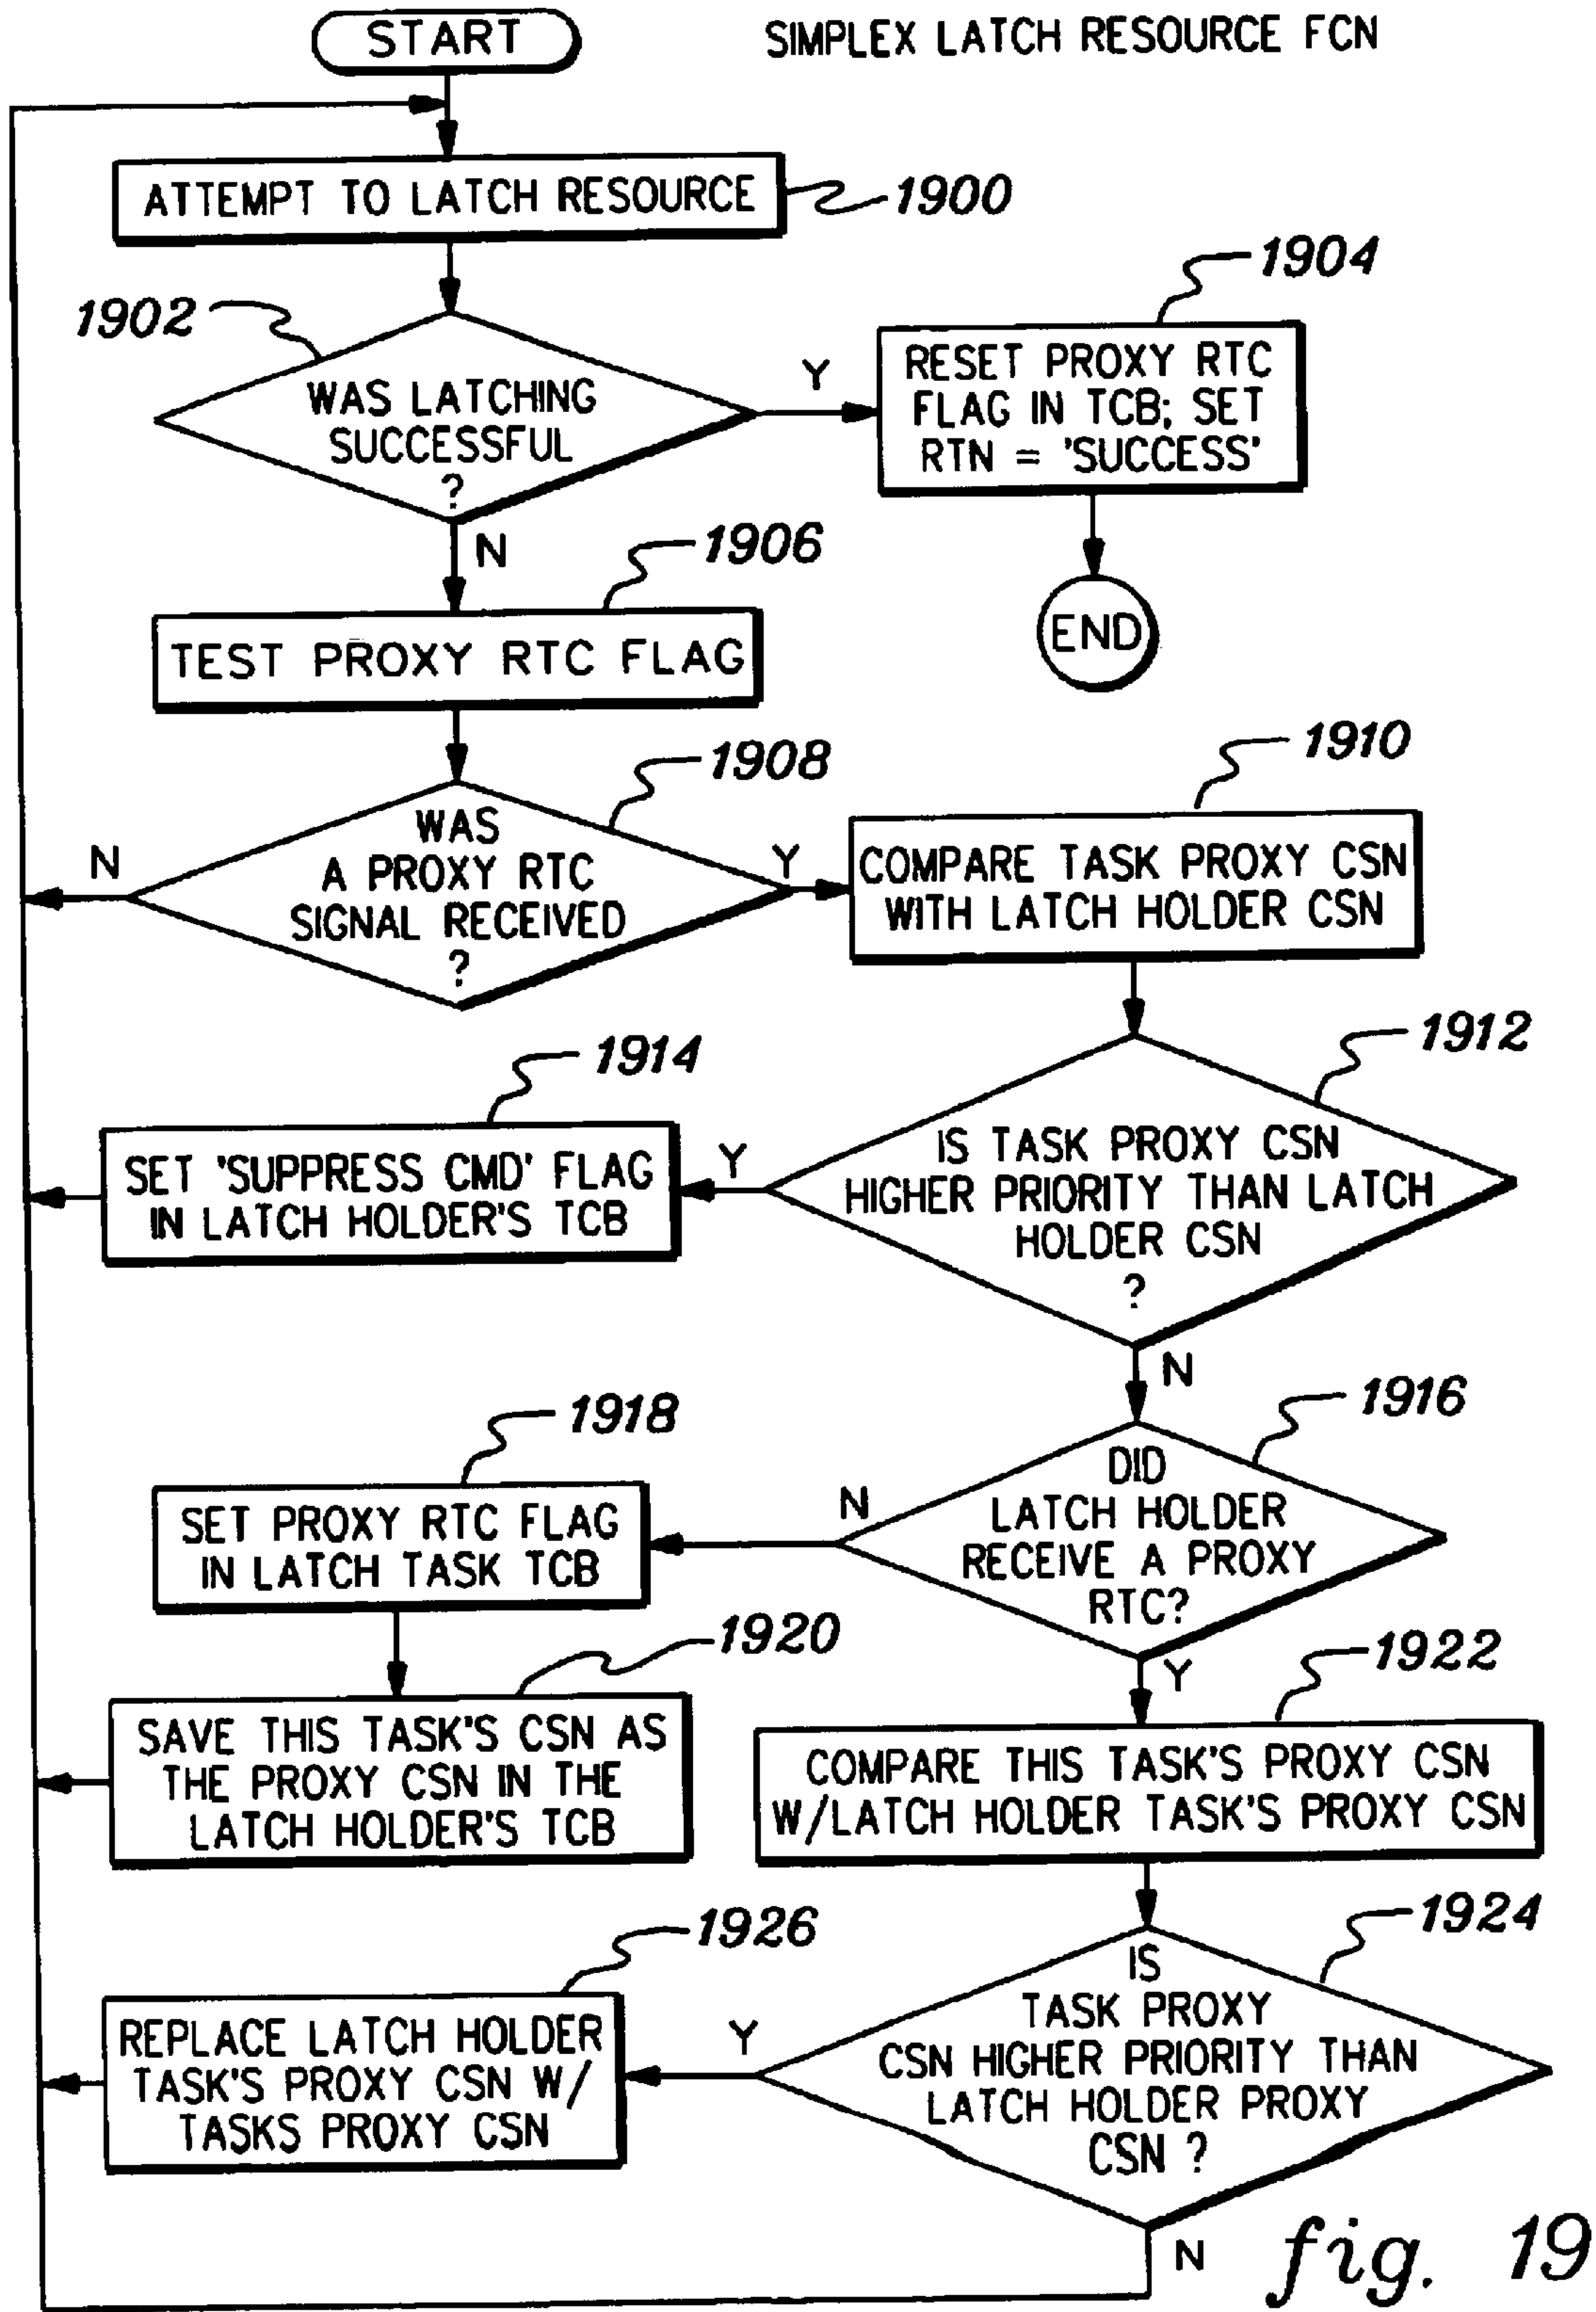 START
SIMPLEX LATCH RESOURCE FCN
ATTEMPT TO LATCH RESOURCE
1900
1902
WAS LATCHING
SUCCESSFUL
?
Y
1904
RESET PROXY RTC
FLAG IN TCB; SET
RTN = 'SUCCESS'
END
N
1906
TEST PROXY RTC FLAG
1908
WAS
A PROXY RTC
SIGNAL RECEIVED
?
N
Y
1910
COMPARE TASK PROXY CSN
WITH LATCH HOLDER CSN
1912
IS TASK PROXY CSN
HIGHER PRIORITY THAN LATCH
HOLDER CSN
?
Y
1914
SET 'SUPPRESS CMD' FLAG
IN LATCH HOLDER'S TCB
N
1916
DID
LATCH HOLDER
RECEIVE A PROXY
RTC?
N
1918
SET PROXY RTC FLAG
IN LATCH TASK TCB
1920
SAVE THIS TASK'S CSN AS
THE PROXY CSN IN THE
LATCH HOLDER'S TCB
Y
1922
COMPARE THIS TASK'S PROXY CSN
W/LATCH HOLDER TASK'S PROXY CSN
1924
IS
TASK PROXY
CSN HIGHER PRIORITY THAN
LATCH HOLDER PROXY
CSN ?
Y
1926
REPLACE LATCH HOLDER
TASK'S PROXY CSN W/
TASKS PROXY CSN
N
fig. 19